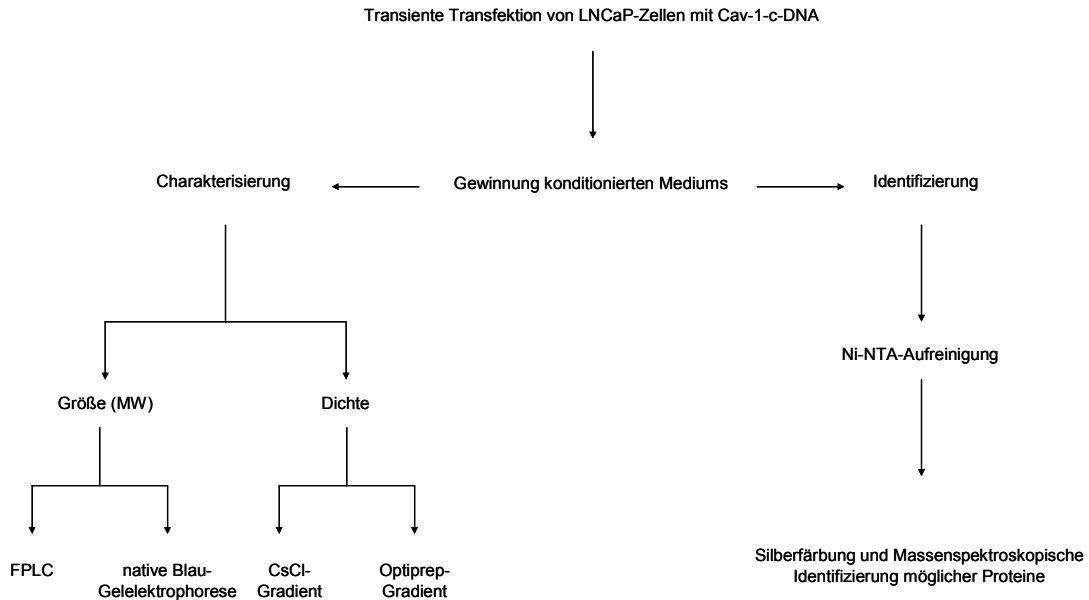 Transiente Transfektion von LNCaP-Zellen mit Cav-1-c-DNA
Charakterisierung
Gewinnung konditionierten Mediums
Identifizierung
Ni-NTA-Aufreinigung
Größe (MW)
Dichte
FPLC
native Blau-
Gelelektrophorese
CsCl-
Gradient
Optiprep-
Gradient
Silberfärbung und Massenspektroskopische
Identifizierung möglicher Proteine